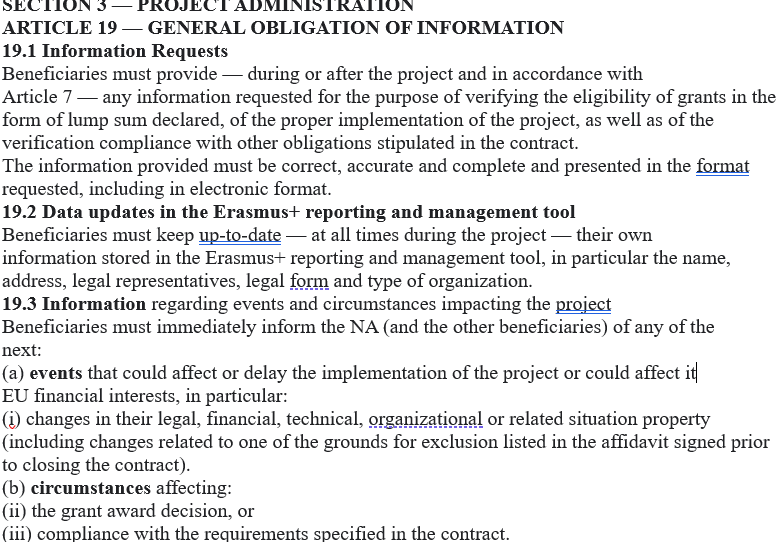 SECTION 3 — PROJECT ADMINISTRATION
ARTICLE 19 — GENERAL OBLIGATION OF INFORMATION
19.1 Information Requests
Beneficiaries must provide — during or after the project and in accordance with
Article 7 — any information requested for the purpose of verifying the eligibility of grants in the
form of lump sum declared, of the proper implementation of the project, as well as of the
verification compliance with other obligations stipulated in the contract.
The information provided must be correct, accurate and complete and presented in the format
requested, including in electronic format.
19.2 Data updates in the Erasmus+ reporting and management tool
Beneficiaries must keep up-to-date — at all times during the project — their own
information stored in the Erasmus+ reporting and management tool, in particular the name,
address, legal representatives, legal form and type of organization.
19.3 Information regarding events and circumstances impacting the project
Beneficiaries must immediately inform the NA (and the other beneficiaries) of any of the
next:
(a) events that could affect or delay the implementation of the project or could affect it
EU financial interests, in particular:
(i) changes in their legal, financial, technical, organizational or related situation property
(including changes related to one of the grounds for exclusion listed in the affidavit signed prior
to closing the contract).
(b) circumstances affecting:
(ii) the grant award decision, or
(iii) compliance with the requirements specified in the contract.